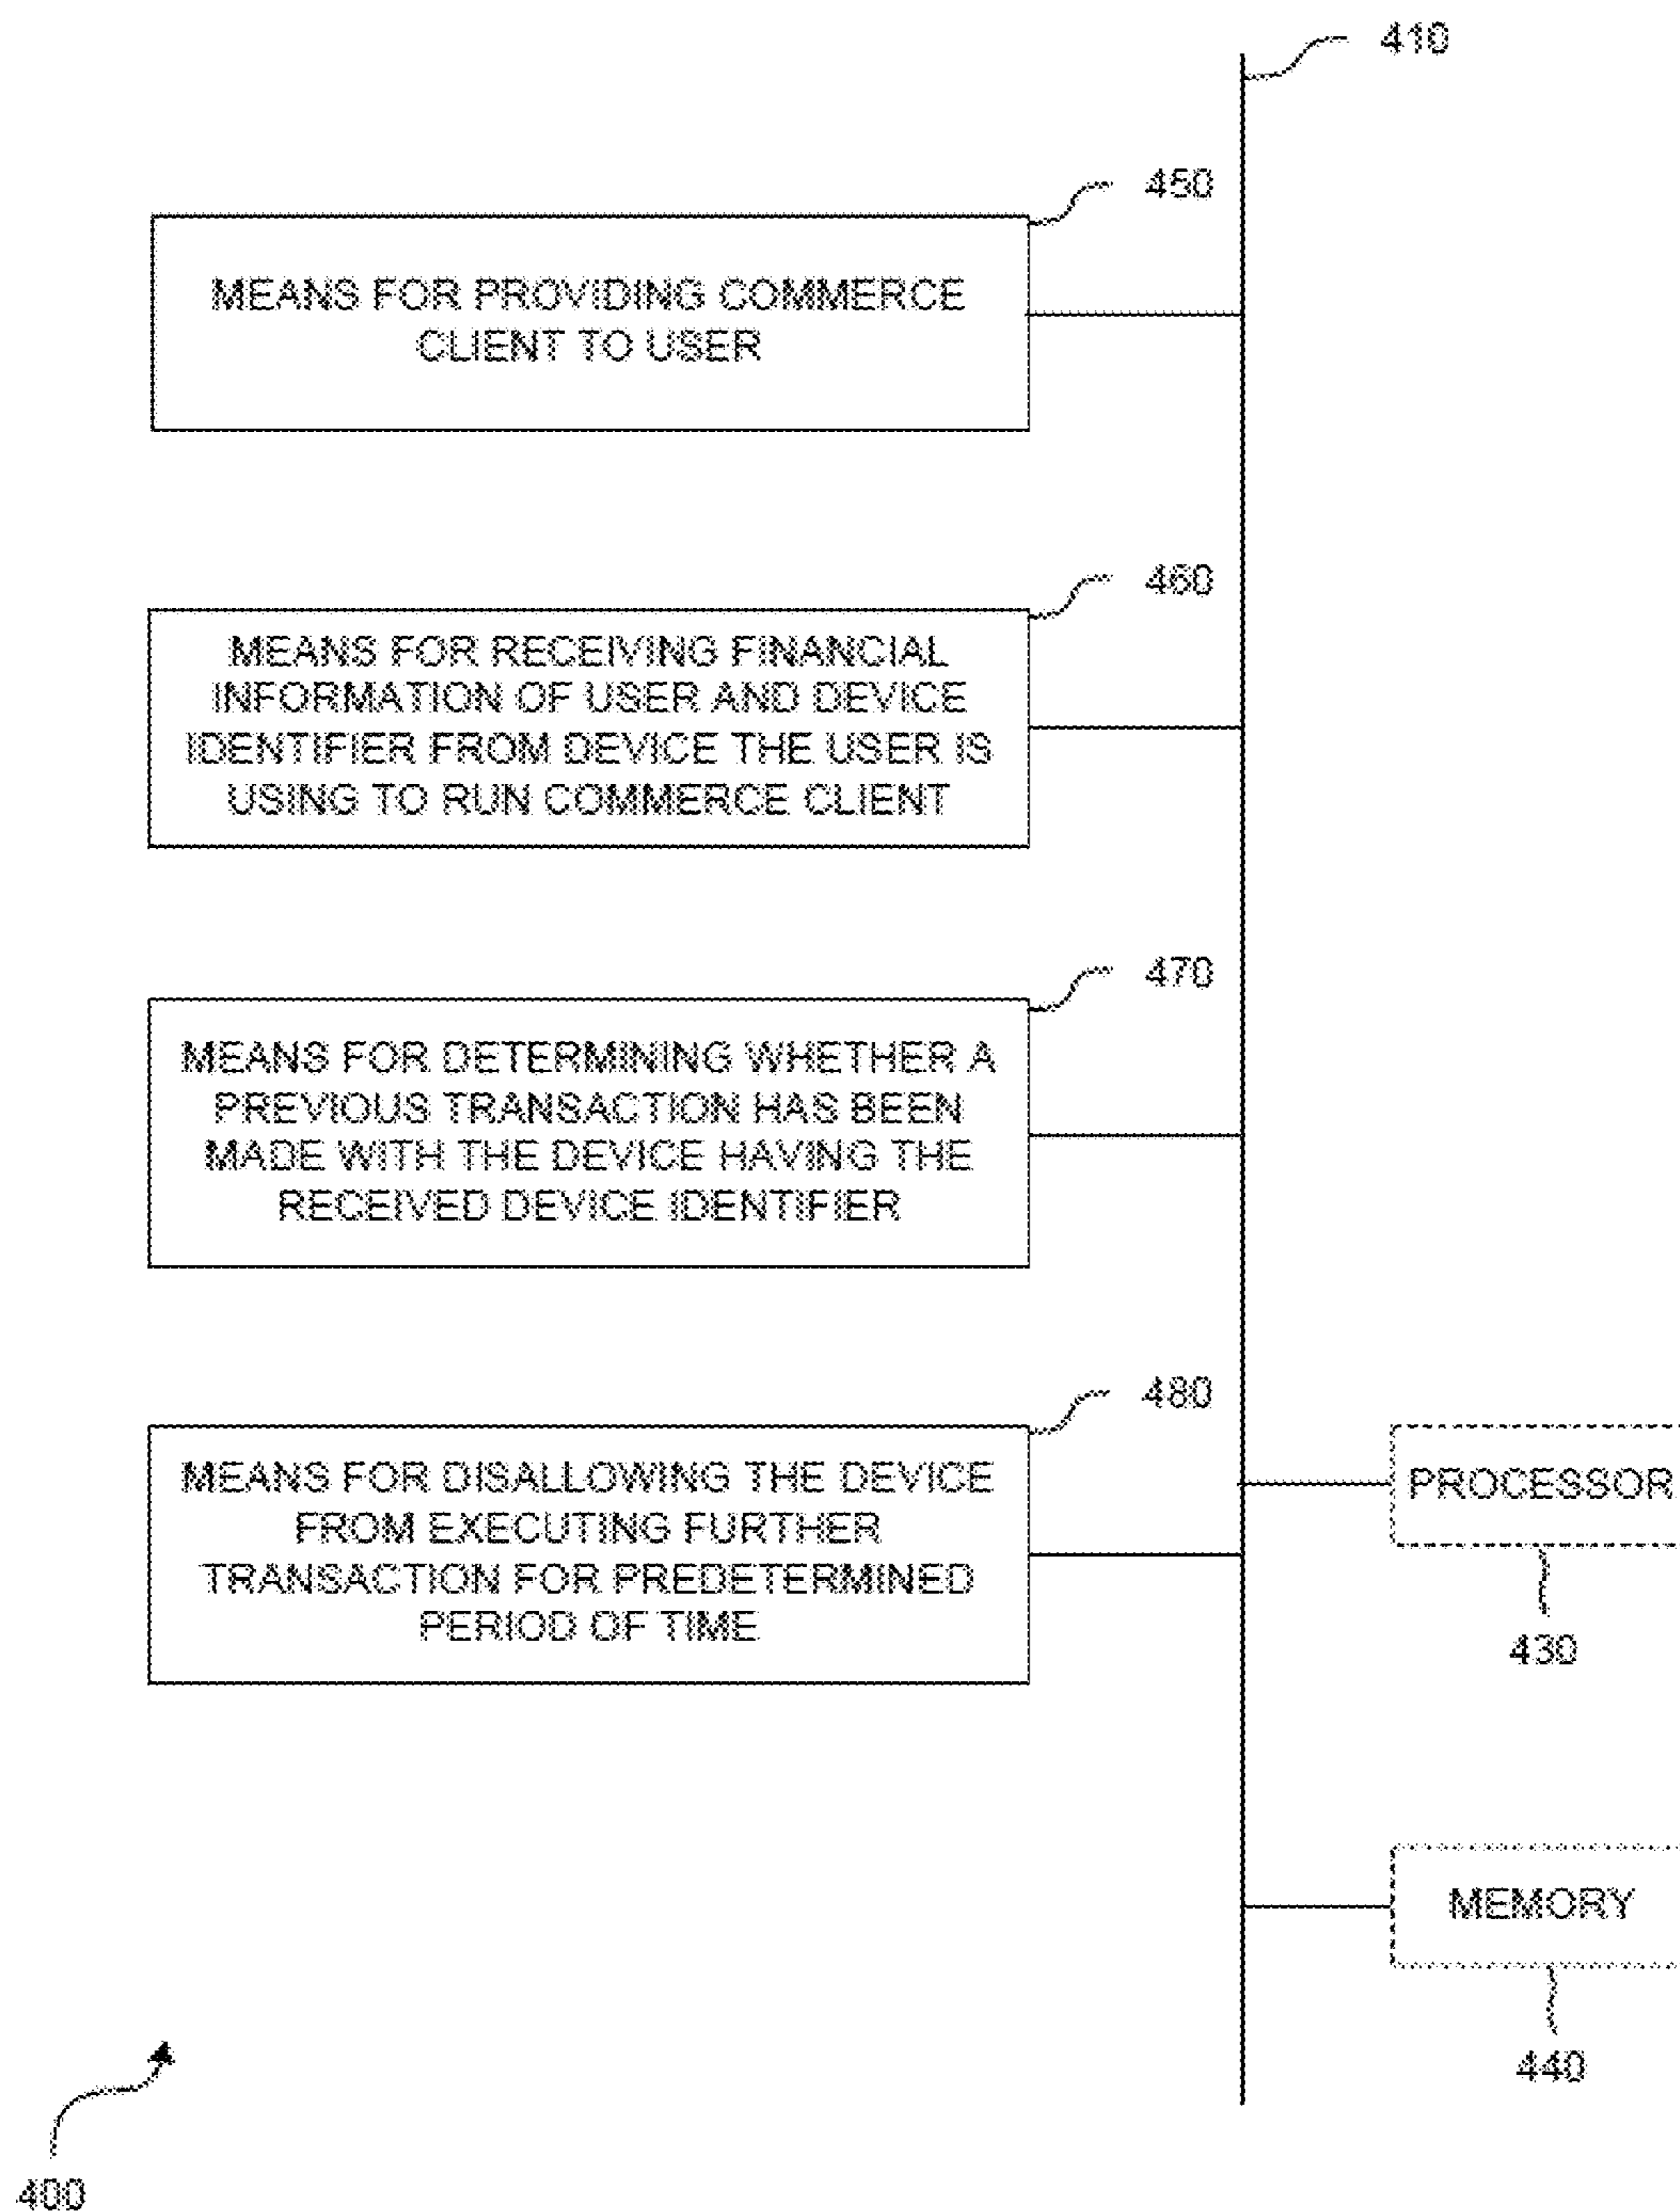 410
450
MEANS FOR PROVIDING COMMERCE
CLIENT TO USER
460
MEANS FOR RECEIVING FINANCIAL
INFORMATION OF USER AND DEVICE
IDENTIFIER FROM DEVICE THE USER IS
USING TO RUN COMMERCE CLIENT
470
MEANS FOR DETERMINING WHETHER A
PREVIOUS TRANSACTION HAS BEEN
MADE WITH THE DEVICE HAVING THE
RECEIVED DEVICE IDENTIFIER
480
MEANS FOR DISALLOWING THE DEVICE
FROM EXECUTING FURTHER
TRANSACTION FOR PREDETERMINED
PERIOD OF TIME
PROCESSOR
430
MEMORY
440
400